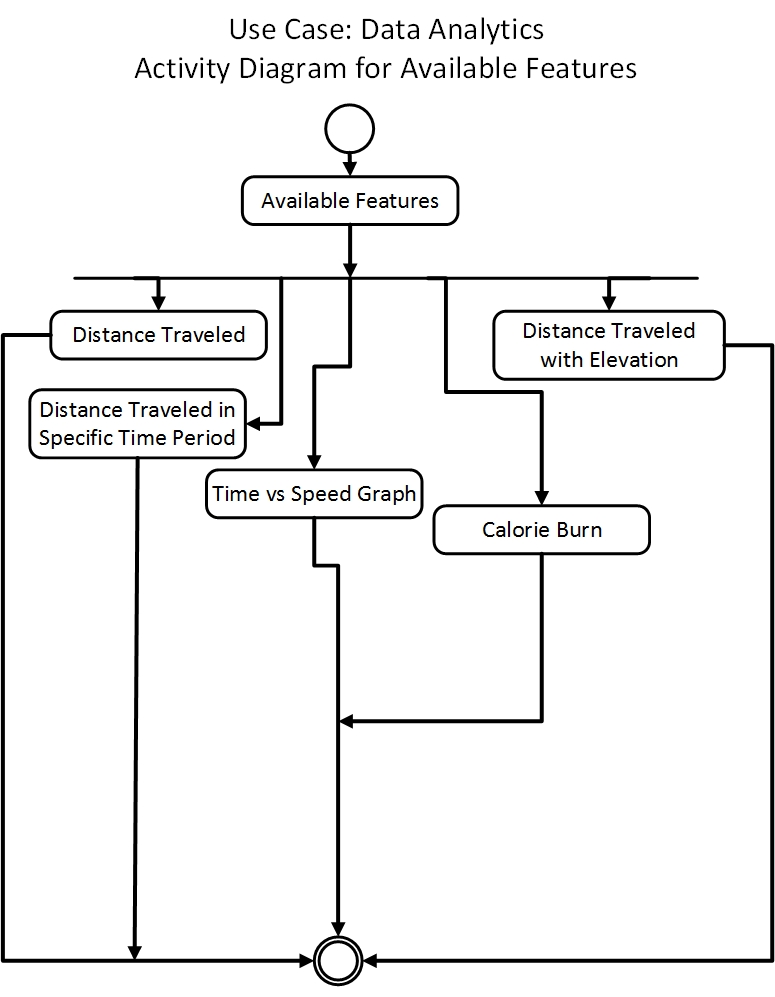 Use Case: Data Analytics
Activity Diagram for Available Features
Available Features
Distance Traveled
Distance Traveled
with Elevation
Distance Traveled in
Specific Time Period
Time vs Speed Graph
Calorie Burn